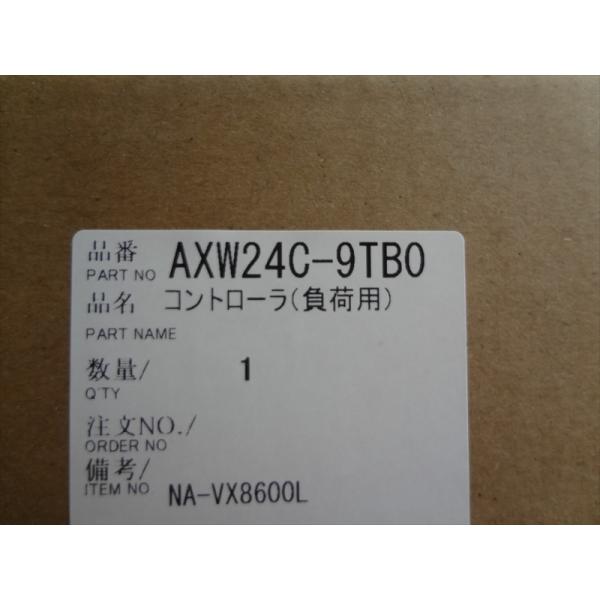 品番 AXW24C-9TB0
PART NO
品名 コントローラ(負荷用)
PART NAME
数量/ 1
Q'TY
注文NO./
ORDER NO
備考/
ITEM NO NA-VX8600L